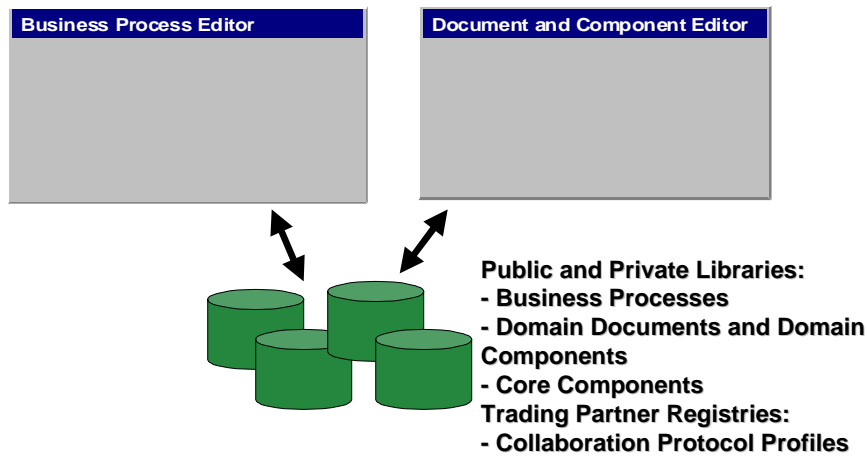 Business Process Editor
Document and Component Editor
Public and Private Libraries:
- Business Processes
- Domain Documents and Domain
Components
- Core Components
Trading Partner Registries:
- Collaboration Protocol Profiles